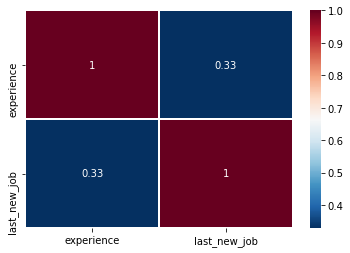 experience
last_new_job
1
0.33
0.33
1
experience
last_new_job
1.0
0.9
0.8
0.7
0.6
0.5
0.4